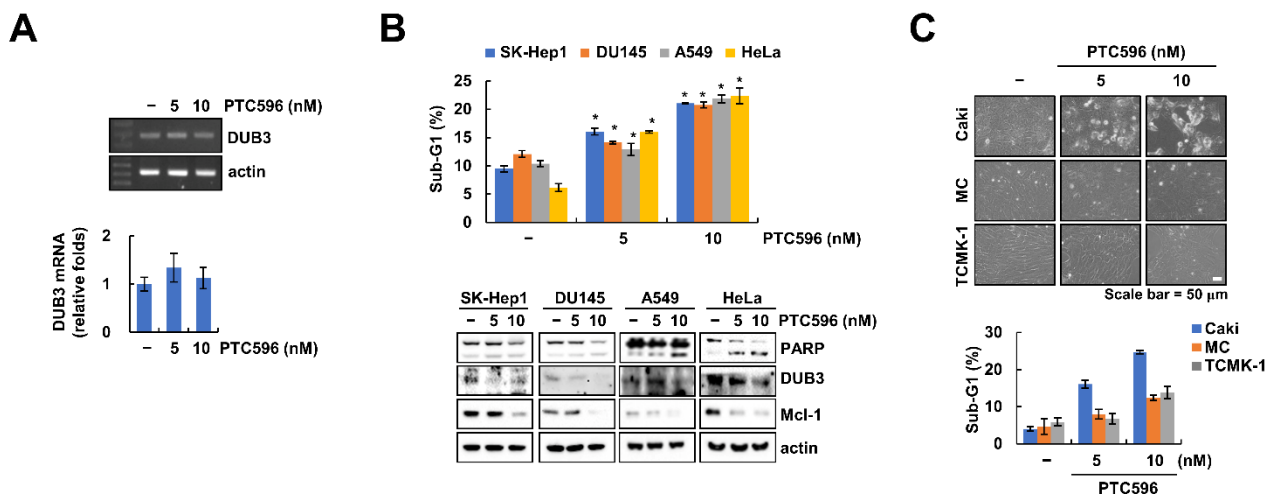 A
– 5 10 PTC596 (nM)
DUB3
actin
DUB3 mRNA
(relative folds)
2
1
0
– 5 10 PTC596 (nM)
B
SK-Hep1 DU145 A549 HeLa
Sub-G1 (%)
25
20
15
10
5
0
* * * * * * * *
– 5 10 PTC596 (nM)
SK-Hep1 DU145 A549 HeLa
– 5 10 – 5 10 – 5 10 – 5 10 PTC596 (nM)
PARP
DUB3
Mcl-1
actin
C
PTC596 (nM)
– 5 10
Caki
MC
TCMK-1
Scale bar = 50 μm
Sub-G1 (%)
30
20
10
0
Caki
MC
TCMK-1
– 5 10 (nM)
PTC596